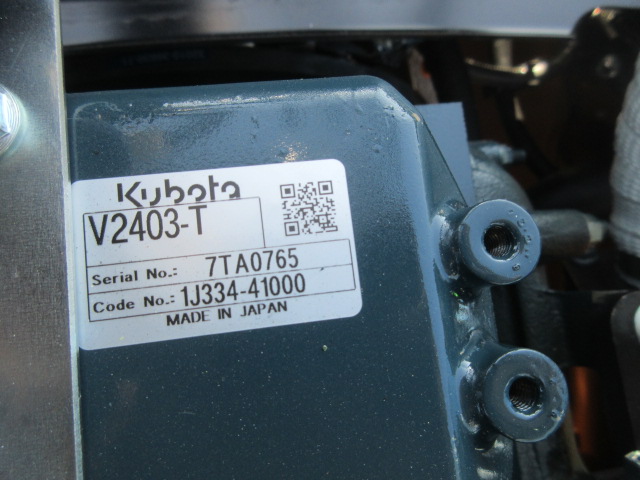 Kubota
V2403-T
Serial No.: 7TA0765
Code No.: 1J334-41000
MADE IN JAPAN